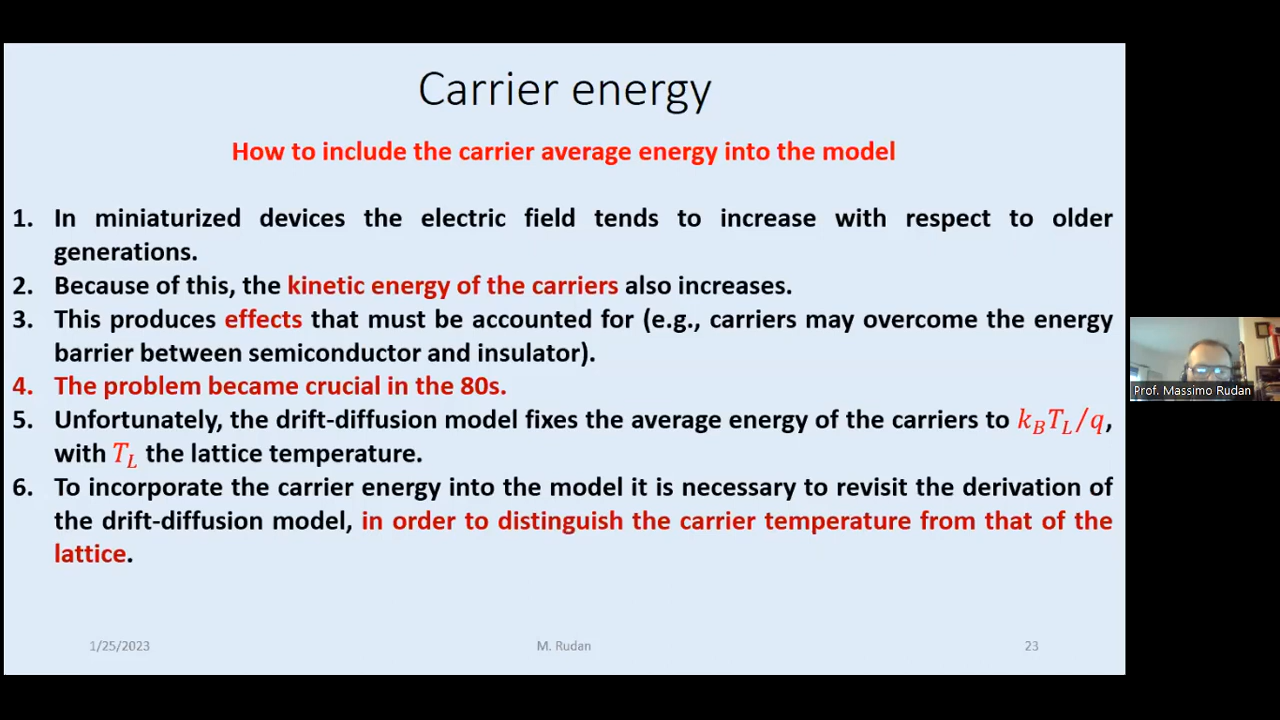 Carrier energy
How to include the carrier average energy into the model
1. In miniaturized devices the electric field tends to increase with respect to older
generations.
2. Because of this, the kinetic energy of the carriers also increases.
3. This produces effects that must be accounted for (e.g., carriers may overcome the energy
barrier between semiconductor and insulator).
4. The problem became crucial in the 80s.
5. Unfortunately, the drift-diffusion model fixes the average energy of the carriers to $k_B T_L/q$,
with $T_L$ the lattice temperature.
6. To incorporate the carrier energy into the model it is necessary to revisit the derivation of
the drift-diffusion model, in order to distinguish the carrier temperature from that of the
lattice.
1/25/2023 M. Rudan 23
Prof. Massimo Rudan